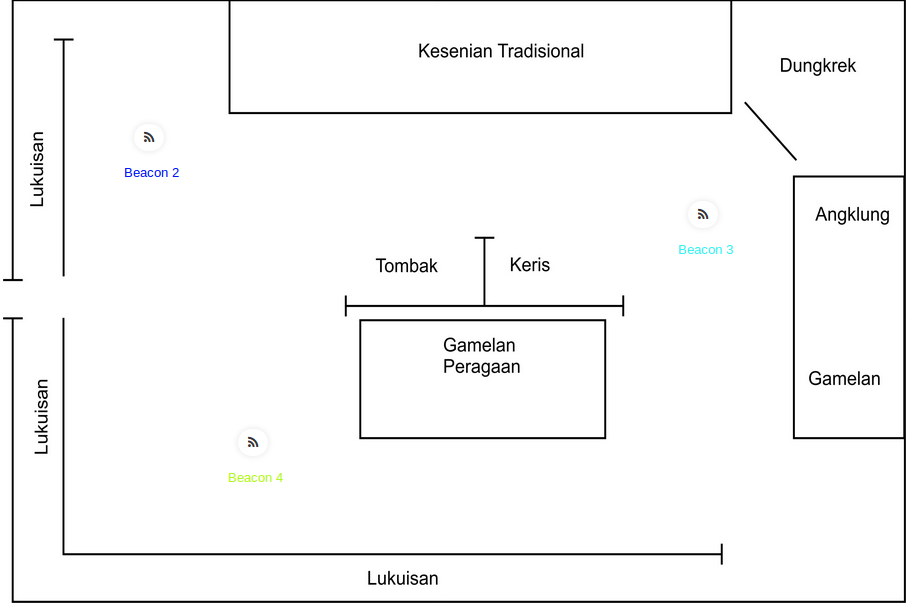 Kesenian Tradisional
Dungkrek
Lukuisan
Beacon 2
Angklung
Beacon 3
Tombak
Keris
Gamelan
Peragaan
Gamelan
Lukuisan
Beacon 4
Lukuisan